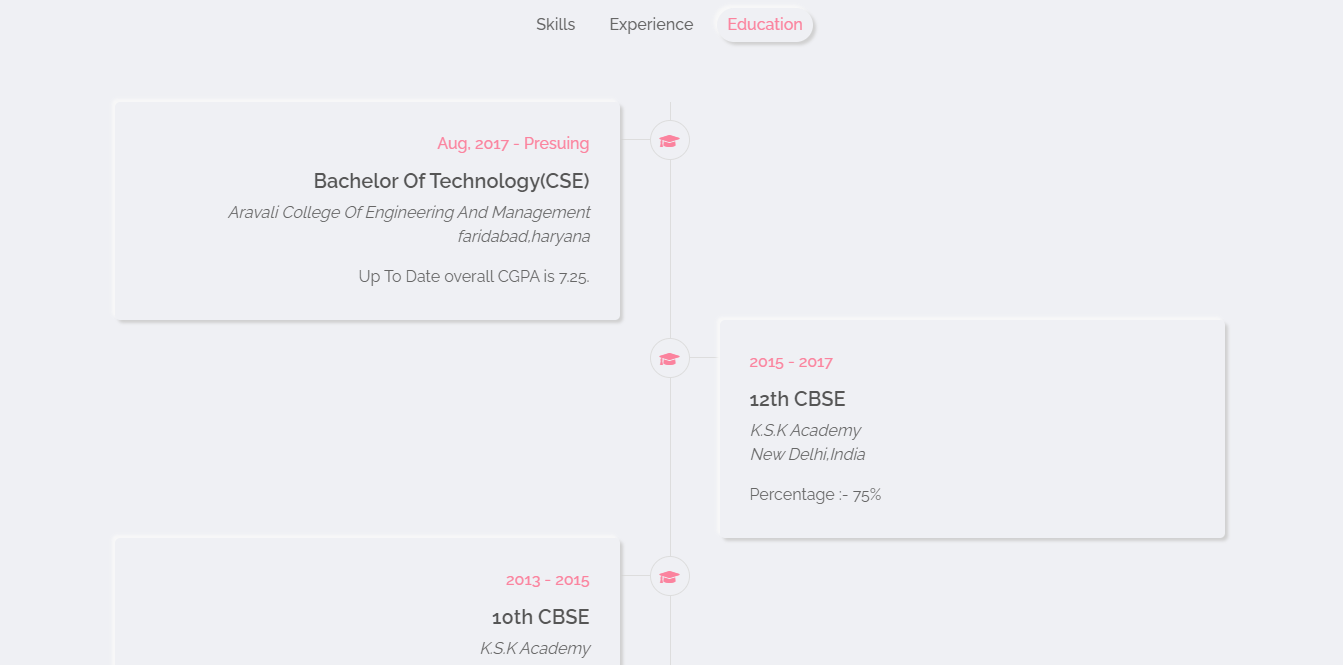 Skills Experience Education
Aug, 2017 - Presuing
Bachelor Of Technology(CSE)
Aravali College Of Engineering And Management
faridabad,haryana
Up To Date overall CGPA is 7.25.
2015 - 2017
12th CBSE
K.S.K Academy
New Delhi,India
Percentage :- 75%
2013 - 2015
10th CBSE
K.S.K Academy